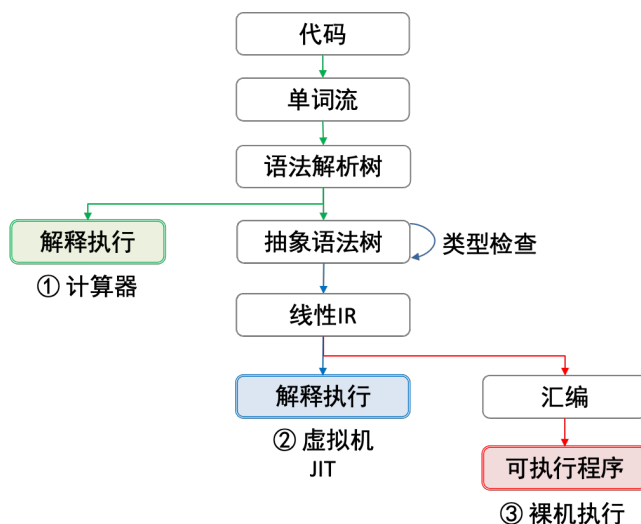 代码
单词流
语法解析树
解释执行
① 计算器
抽象语法树
类型检查
线性IR
解释执行
② 虚拟机
JIT
汇编
可执行程序
③ 裸机执行